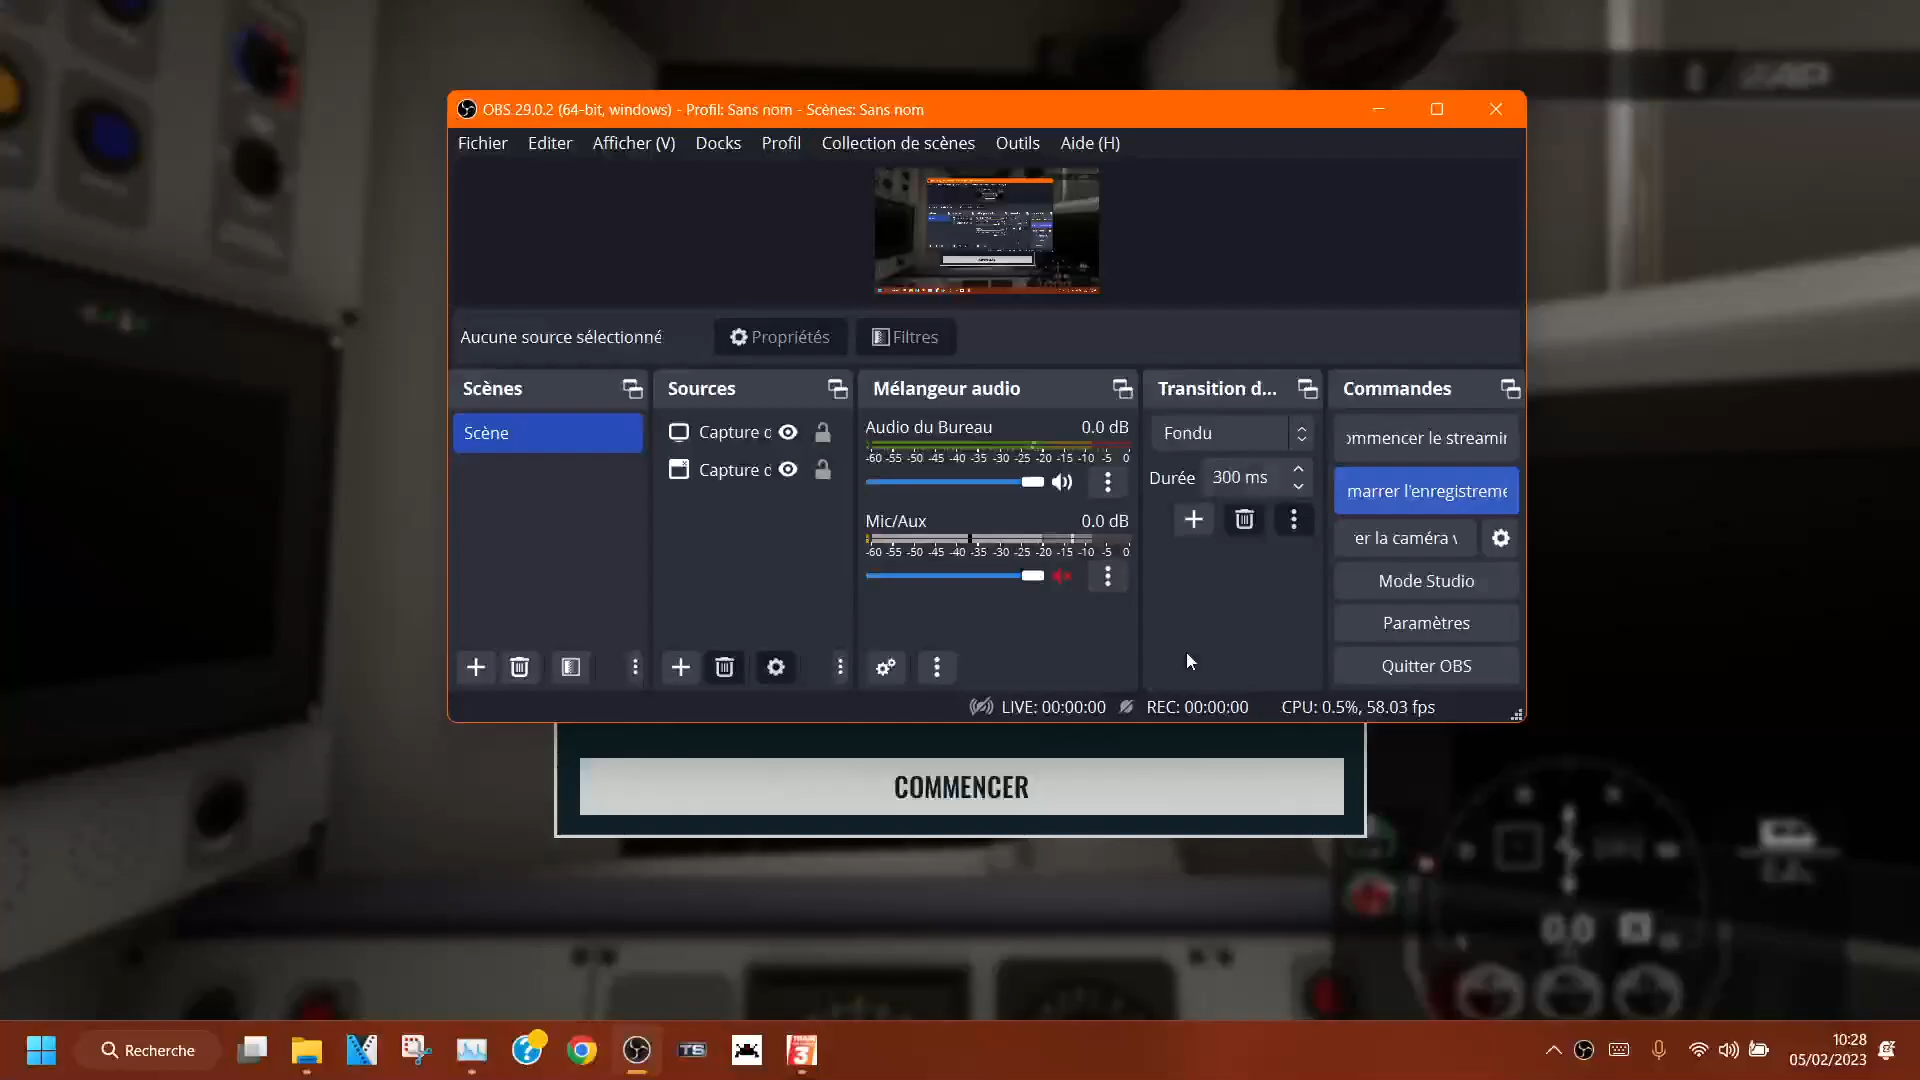 OBS 29.0.2 (64-bit, windows) - Profil: Sans nom - Scènes: Sans nom
Fichier Editer Afficher (V) Docks Profil Collection de scènes Outils Aide (H)
Aucune source sélectionné Propriétés Filtres
Scènes
Scène
Sources
Capture d
Capture d
Mélangeur audio
Audio du Bureau 0.0 dB
-60 -55 -50 -45 -40 -35 -30 -25 -20 -15 -10 -5 0
Mic/Aux 0.0 dB
-60 -55 -50 -45 -40 -35 -30 -25 -20 -15 -10 -5 0
Transition d...
Fondu
Durée 300 ms
Commandes
ommencer le streamin
marrer l'enregistreme
er la caméra v
Mode Studio
Paramètres
Quitter OBS
LIVE: 00:00:00 REC: 00:00:00 CPU: 0.5%, 58.03 fps
COMMENCER
0.0
Recherche
TS
3
10:28
05/02/2023